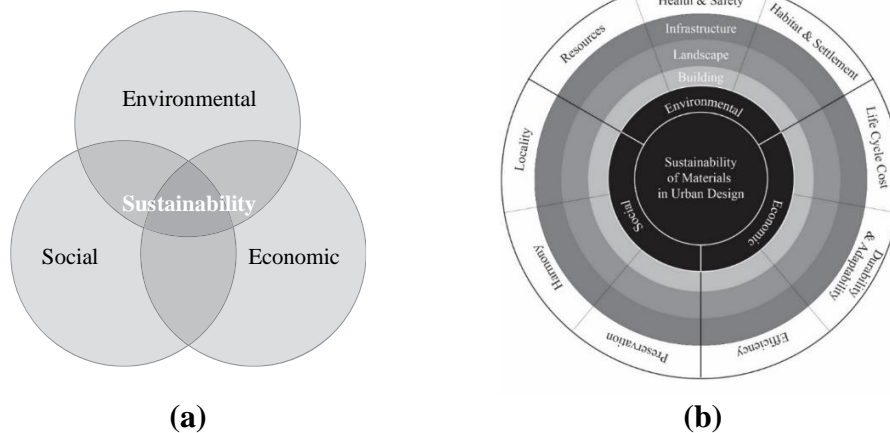 Environmental
Sustainability
Social
Economic
(a)
Health & Safety
Resources
Habitat & Settlement
Infrastructure
Landscape
Building
Environmental
Locality
Life Cycle Cost
Sustainability
of Materials
in Urban Design
Social
Economic
Harmony
Durability
& Adaptability
Preservation
Efficiency
(b)